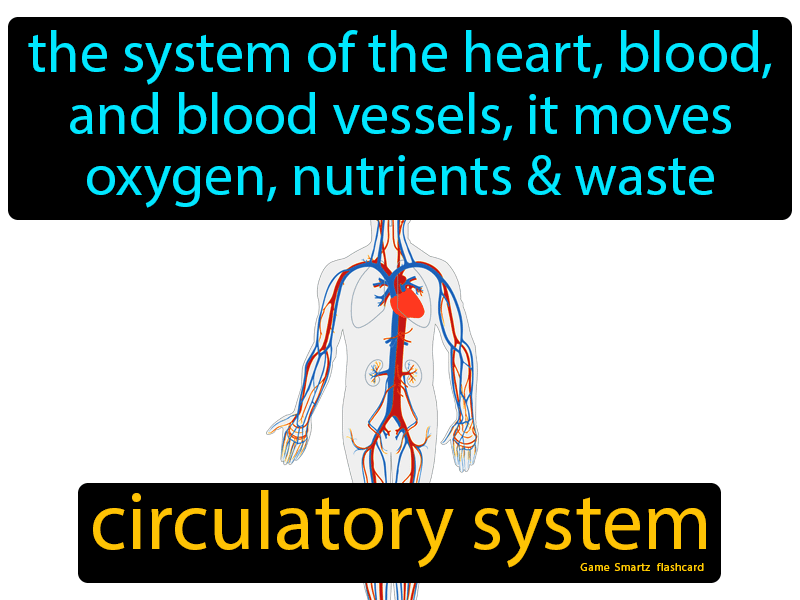 the system of the heart, blood,
and blood vessels, it moves
oxygen, nutrients & waste
circulatory system
Game Smartz flashcard